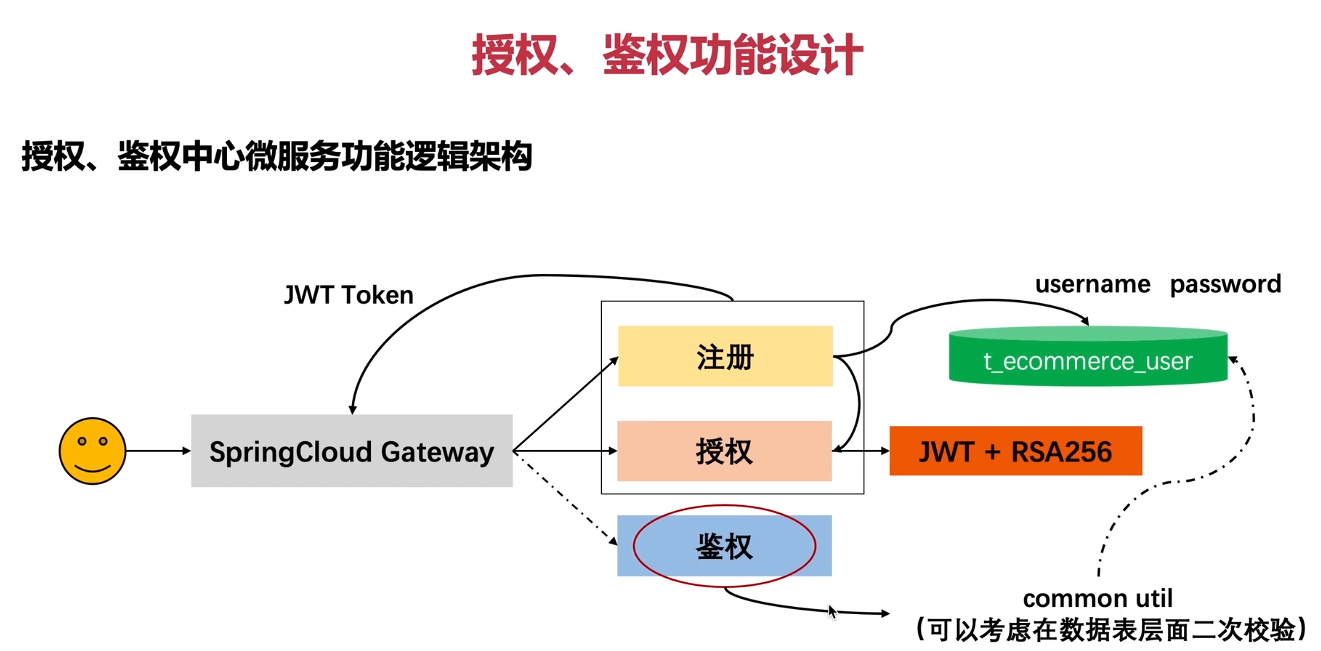 授权、鉴权功能设计
授权、鉴权中心微服务功能逻辑架构
JWT Token
username password
注册
t_ecommerce_user
SpringCloud Gateway
授权
JWT + RSA256
鉴权
common util
(可以考虑在数据表层面二次校验)